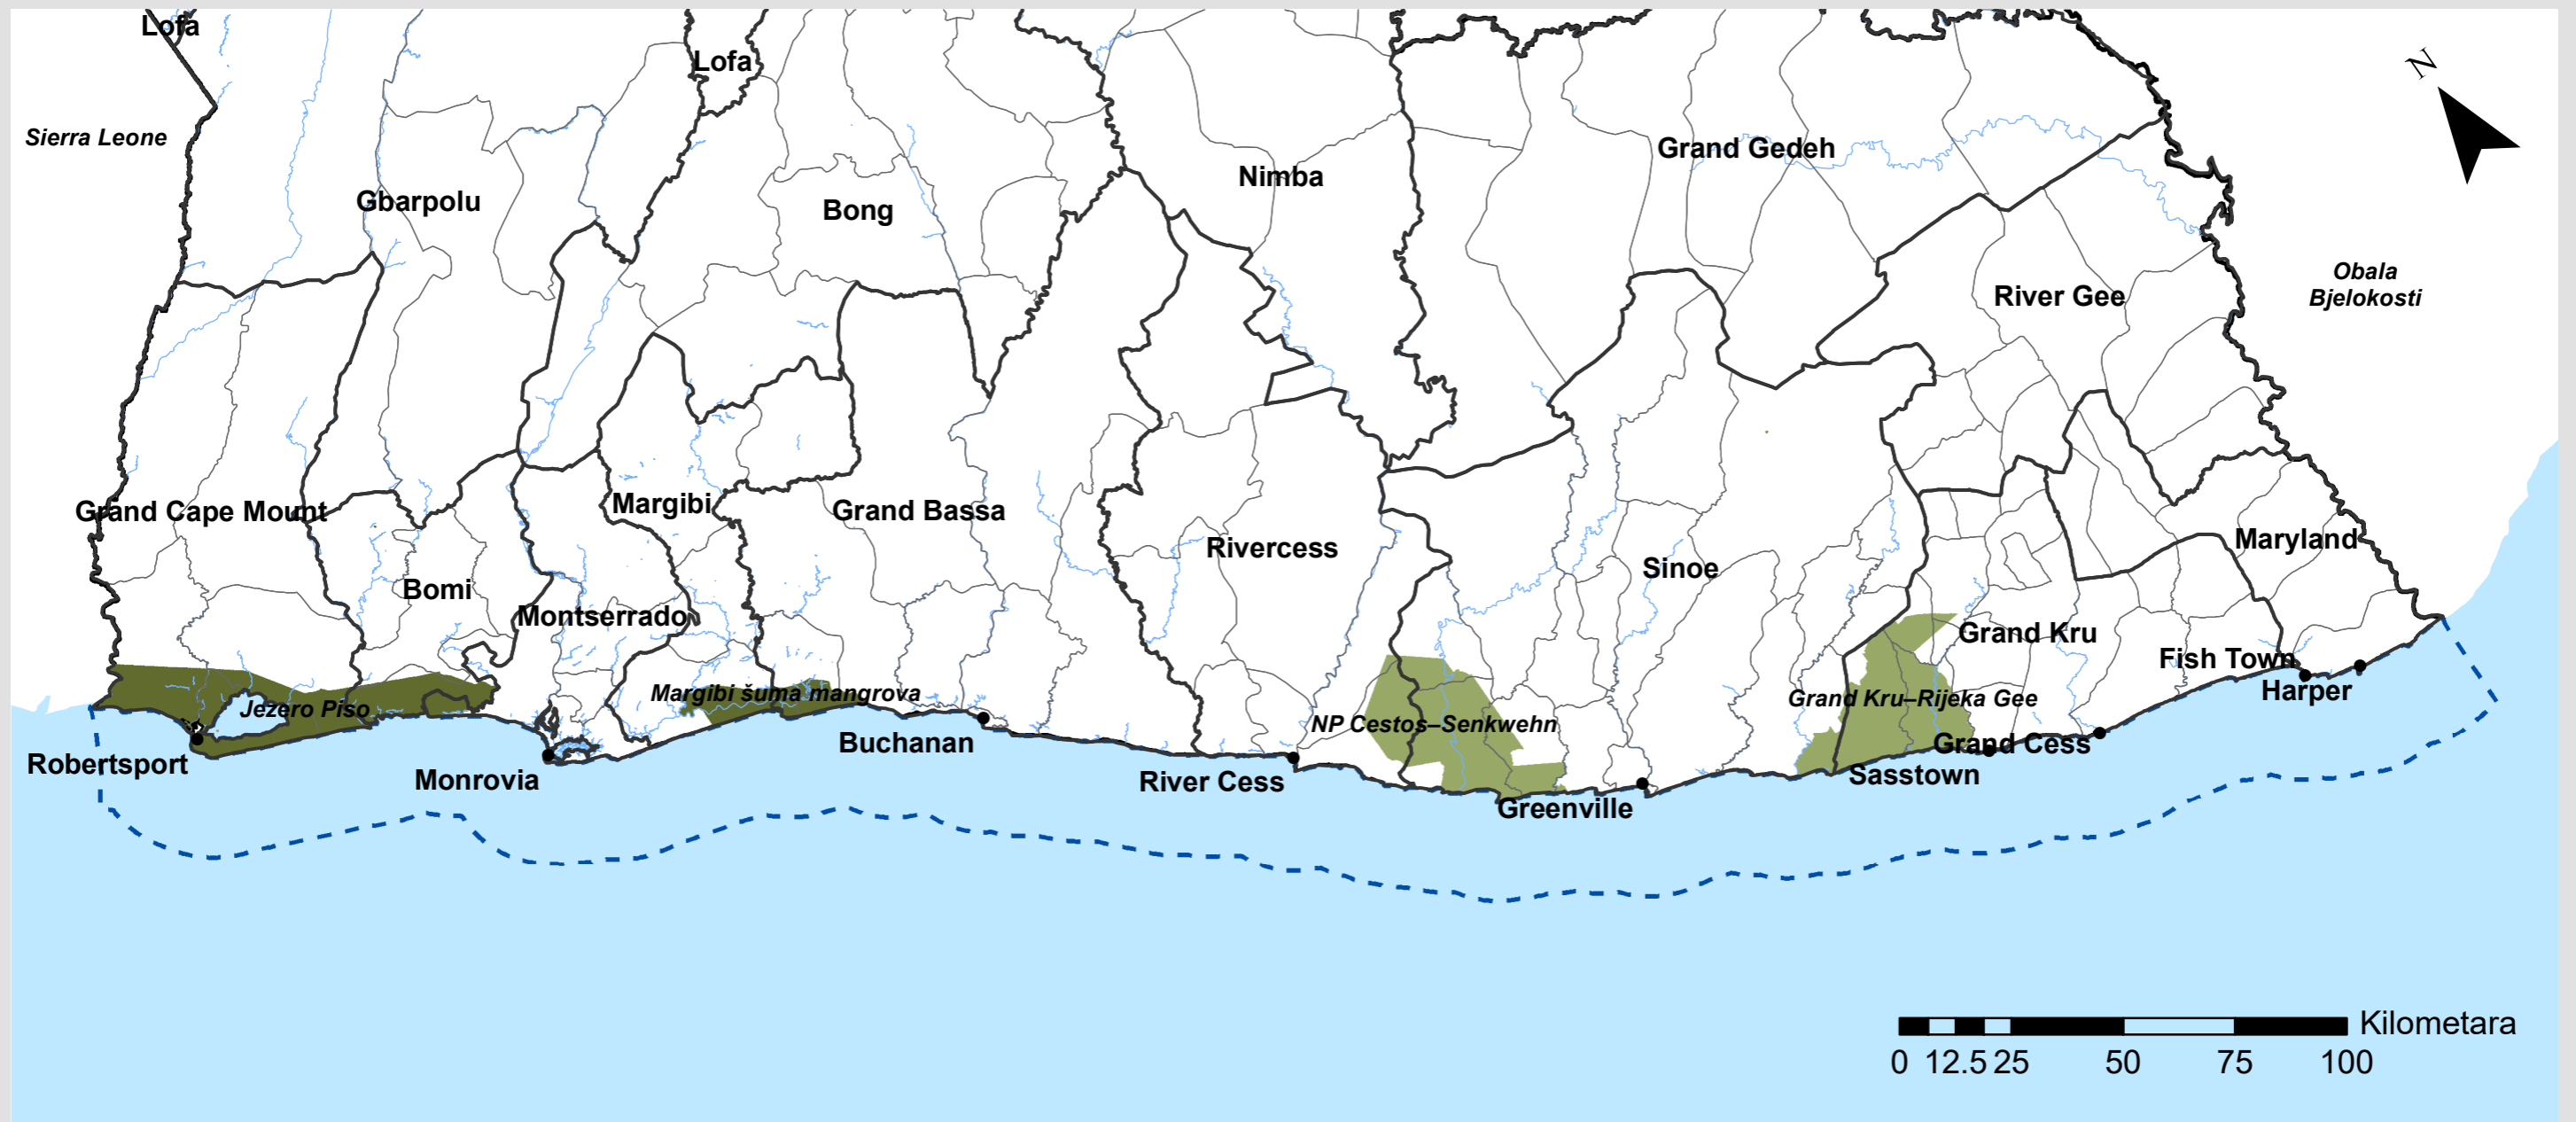 Lofa
Lofa
N
Sierra Leone
Grand Gedeh
Nimba
Gbarpolu
Bong
Obala
Bjelokosti
River Gee
Grand Cape Mount
Margibi
Grand Bassa
Rivercess
Maryland
Sinoe
Bomi
Montserrado
Grand Kru
Fish Town
Harper
Margibi šuma mangrova
Jezero Piso
Grand Kru–Rijeka Gee
NP Cestos–Senkwehn
Buchanan
Grand Cess
Robertsport
Monrovia
River Cess
Sasstown
Greenville
Kilometara
0 12.5 25 50 75 100